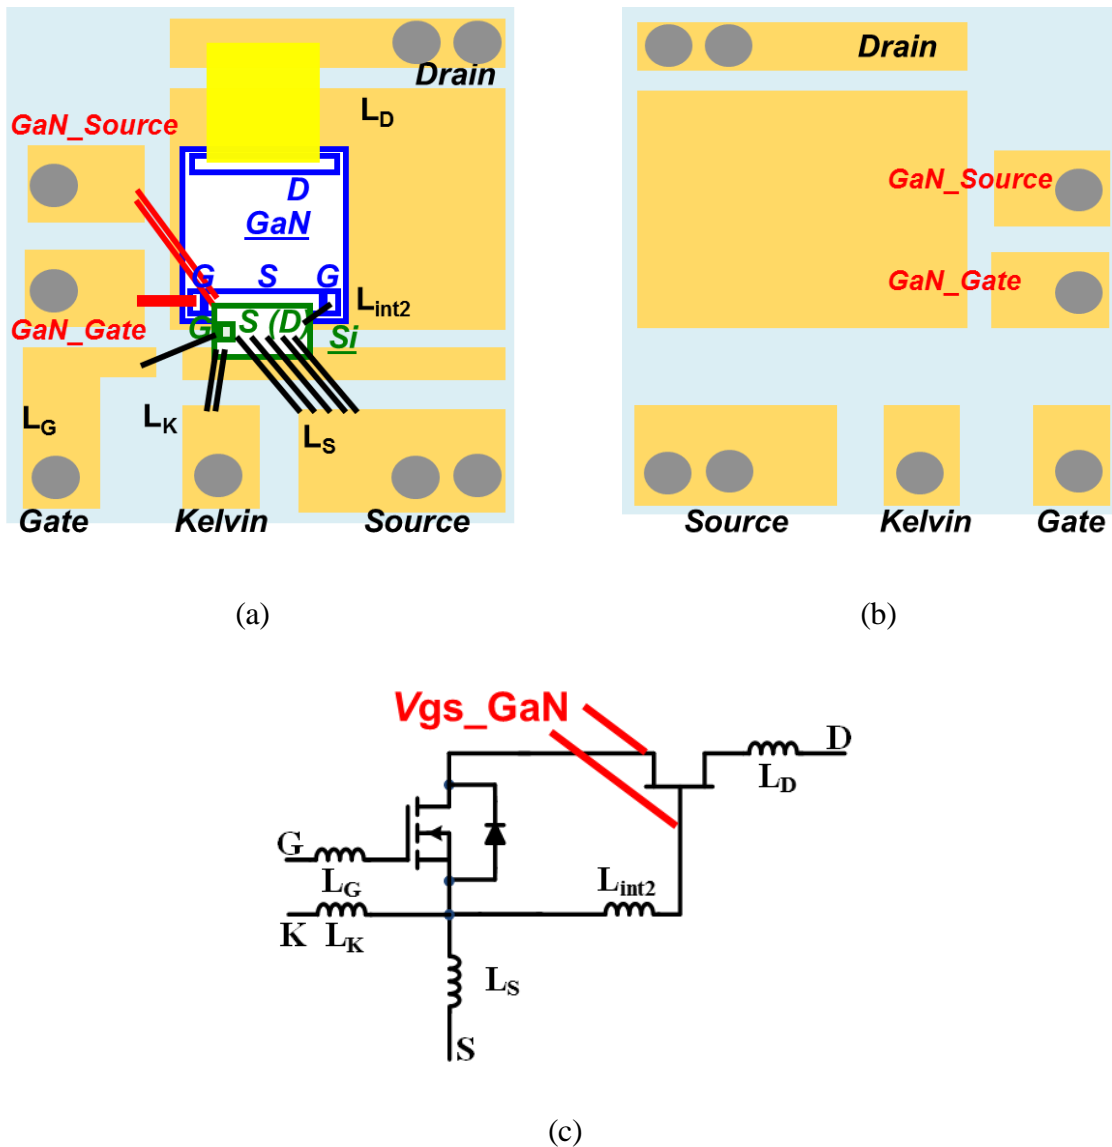 Drain
L_D
GaN_Source
D
GaN
G S G
L_int2
GaN_Gate
G S (D) Si
L_G
L_K
L_S
Gate Kelvin Source
Drain
GaN_Source
GaN_Gate
Source Kelvin Gate
(a) (b)
Vgs_GaN
D
L_D
G
L_G
L_int2
K L_K
L_S
S
(c)